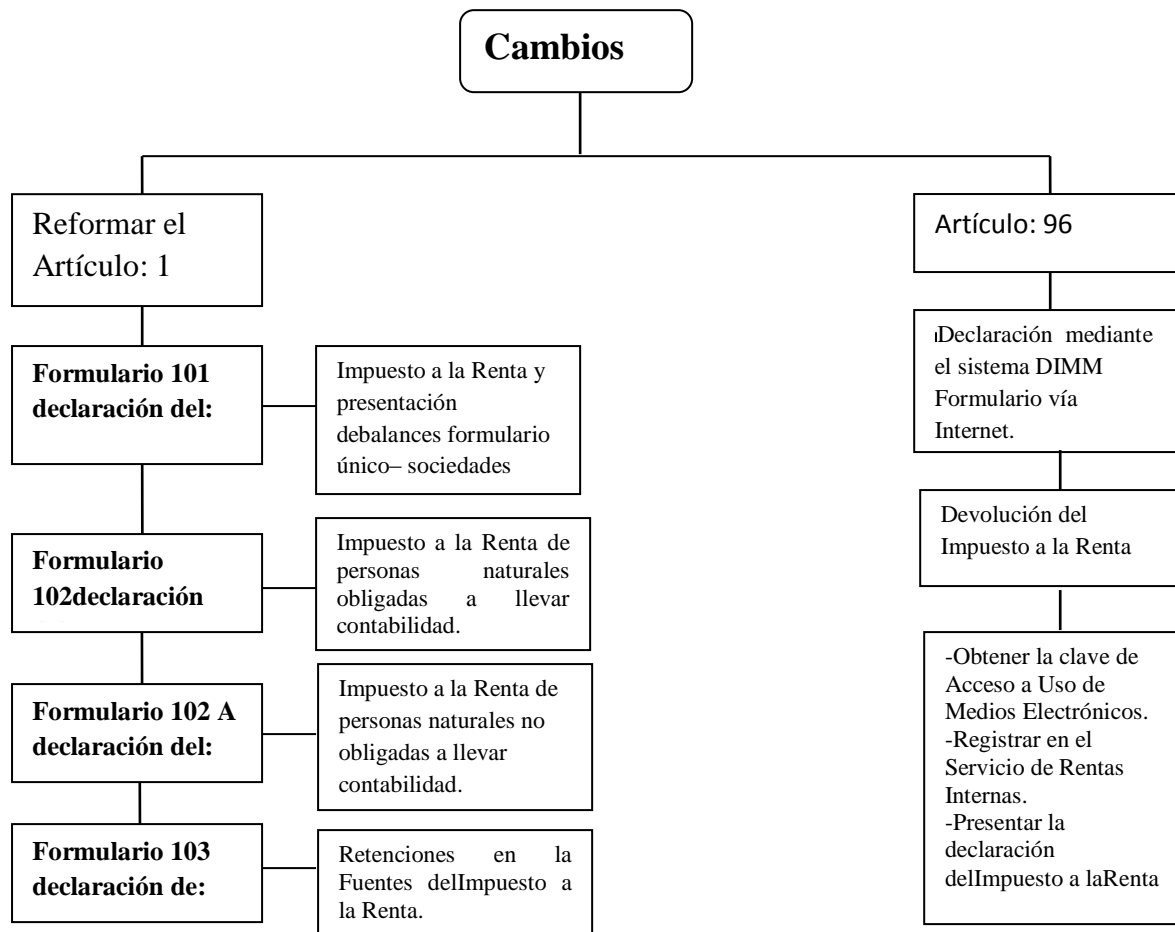 Cambios
Reformar el
Artículo: 1
Formulario 101
declaración del:
Impuesto a la Renta y
presentación
debalances formulario
único– sociedades
Formulario
102declaración
Impuesto a la Renta de
personas naturales
obligadas a llevar
contabilidad.
Formulario 102 A
declaración del:
Impuesto a la Renta de
personas naturales no
obligadas a llevar
contabilidad.
Formulario 103
declaración de:
Retenciones en la
Fuentes delImpuesto a
la Renta.
Artículo: 96
Declaración mediante
el sistema DIMM
Formulario vía
Internet.
Devolución del
Impuesto a la Renta
-Obtener la clave de
Acceso a Uso de
Medios Electrónicos.
-Registrar en el
Servicio de Rentas
Internas.
-Presentar la
declaración
delImpuesto a laRenta